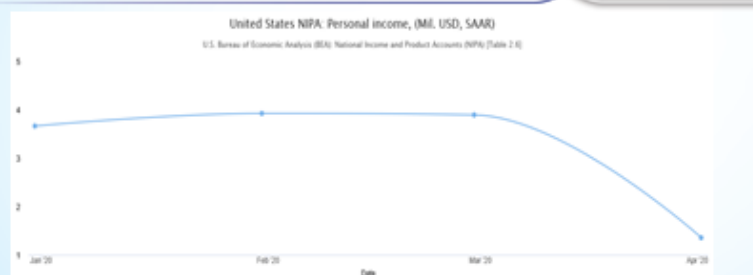 United States NIPA: Personal income, (Mil. USD, SAAR)
U.S. Bureau of Economic Analysis (BEA): National Income and Product Accounts (NIPA) [Table 2.6]
5
4
3
2
1
Jan '20 Feb '20 Mar '20 Apr '20
Date